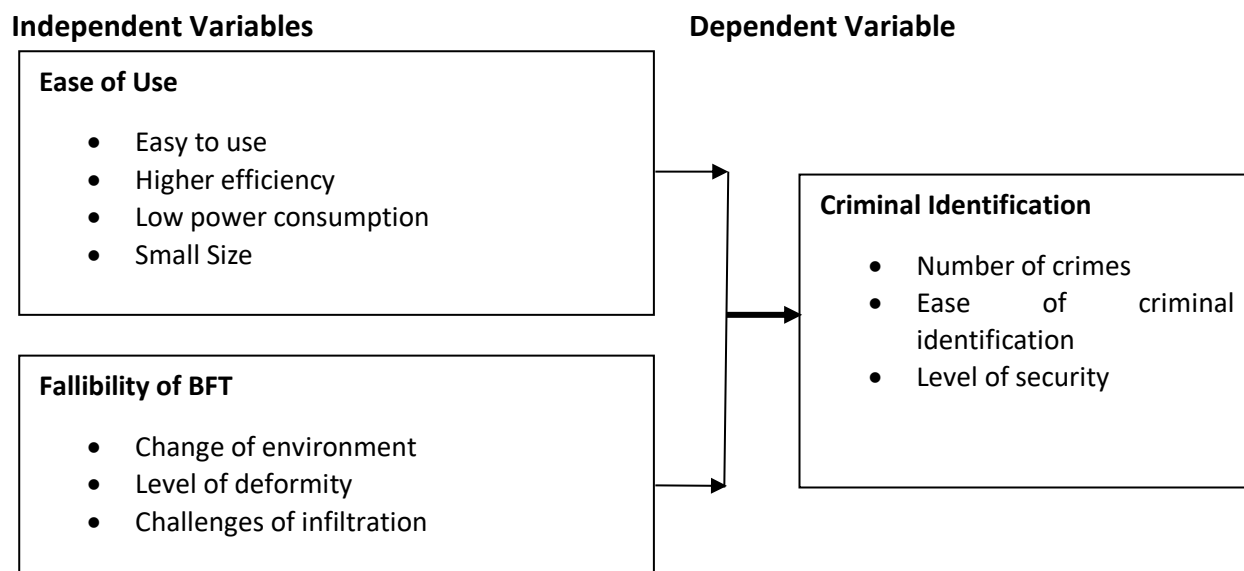 Independent Variables
Dependent Variable
Ease of Use
• Easy to use
• Higher efficiency
• Low power consumption
• Small Size
Fallibility of BFT
• Change of environment
• Level of deformity
• Challenges of infiltration
Criminal Identification
• Number of crimes
• Ease of criminal
identification
• Level of security